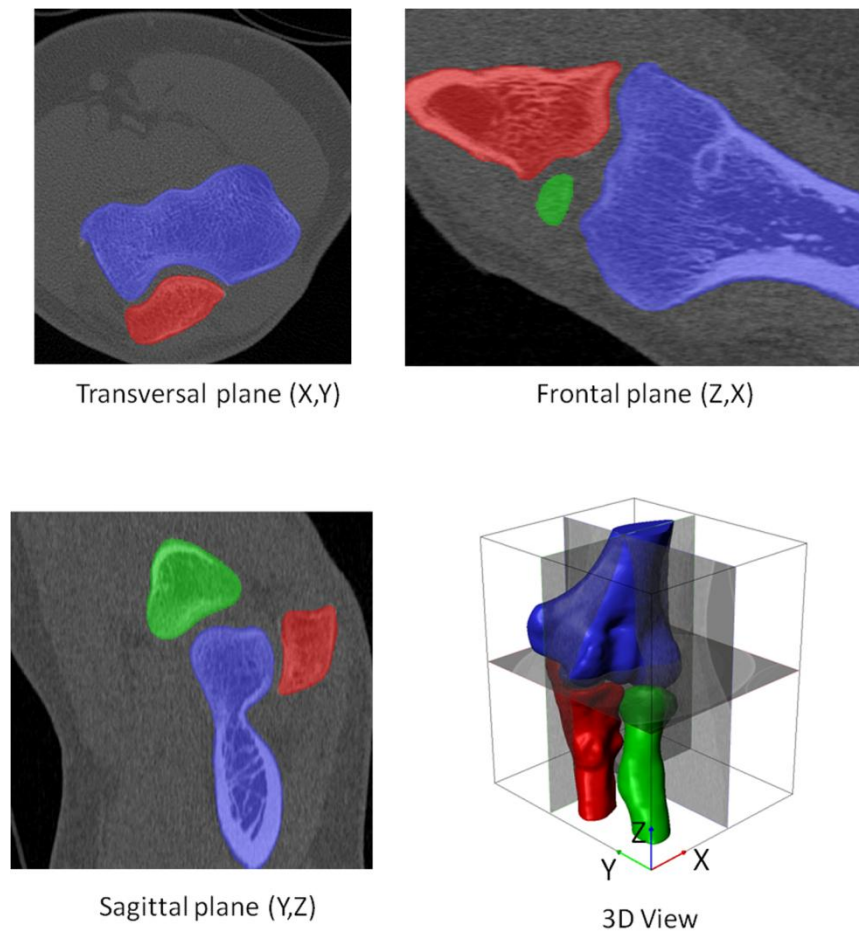 Transversal plane (X,Y)
Frontal plane (Z,X)
Sagittal plane (Y,Z)
Z
Y
X
3D View